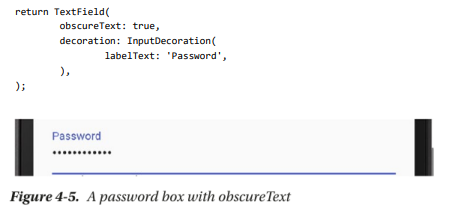 return TextField(
obscureText: true,
decoration: InputDecoration(
labelText: 'Password',
),
);
Password
••••••••••••
Figure 4-5. A password box with obscureText